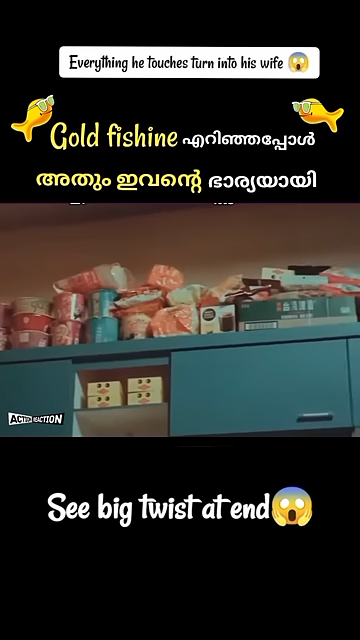 Everything he touches turn into his wife 😱
Gold fishine എറിഞ്ഞപ്പോൾ
അതും ഇവന്റെ ഭാര്യയായി
ACTION REACTION
See big twist at end😱